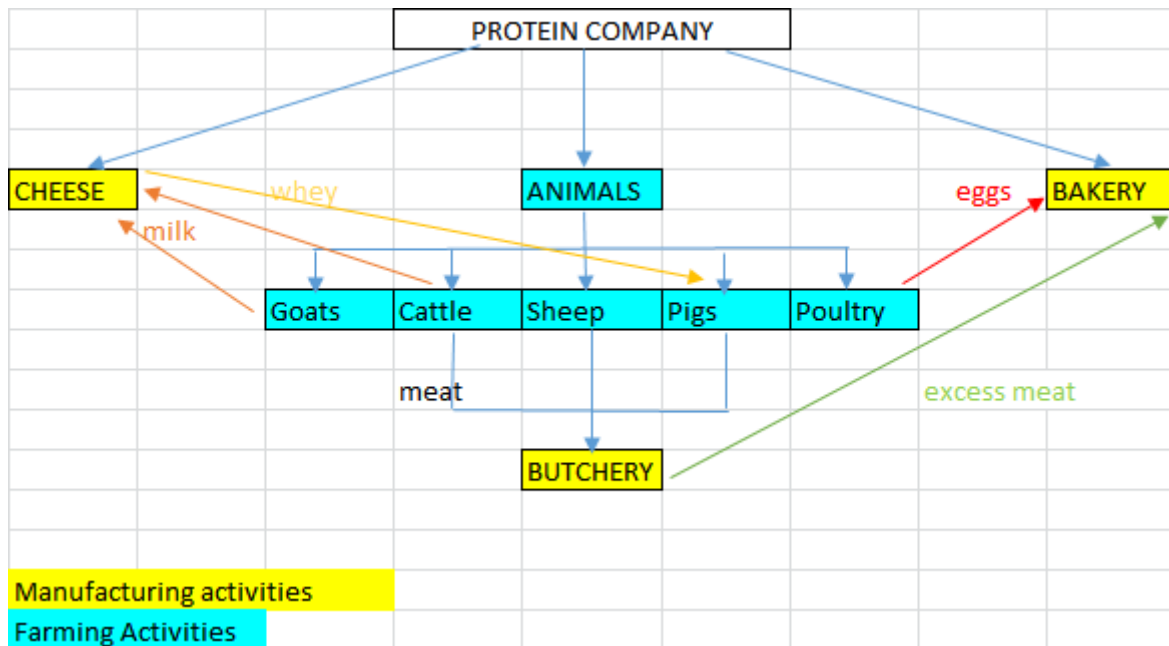 PROTEIN COMPANY
CHEESE
whey
ANIMALS
eggs
BAKERY
milk
Goats
Cattle
Sheep
Pigs
Poultry
meat
excess meat
BUTCHERY
Manufacturing activities
Farming Activities